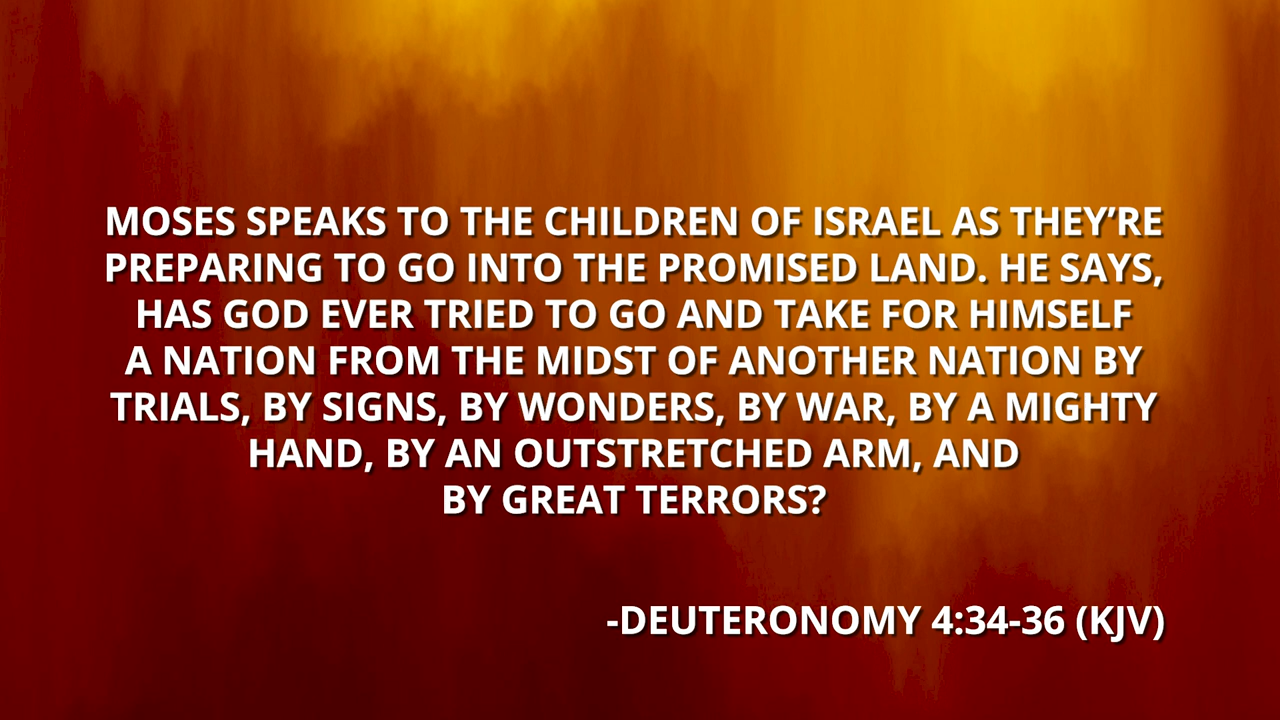 MOSES SPEAKS TO THE CHILDREN OF ISRAEL AS THEY’RE
PREPARING TO GO INTO THE PROMISED LAND. HE SAYS,
HAS GOD EVER TRIED TO GO AND TAKE FOR HIMSELF
A NATION FROM THE MIDST OF ANOTHER NATION BY
TRIALS, BY SIGNS, BY WONDERS, BY WAR, BY A MIGHTY
HAND, BY AN OUTSTRETCHED ARM, AND
BY GREAT TERRORS?
-DEUTERONOMY 4:34-36 (KJV)